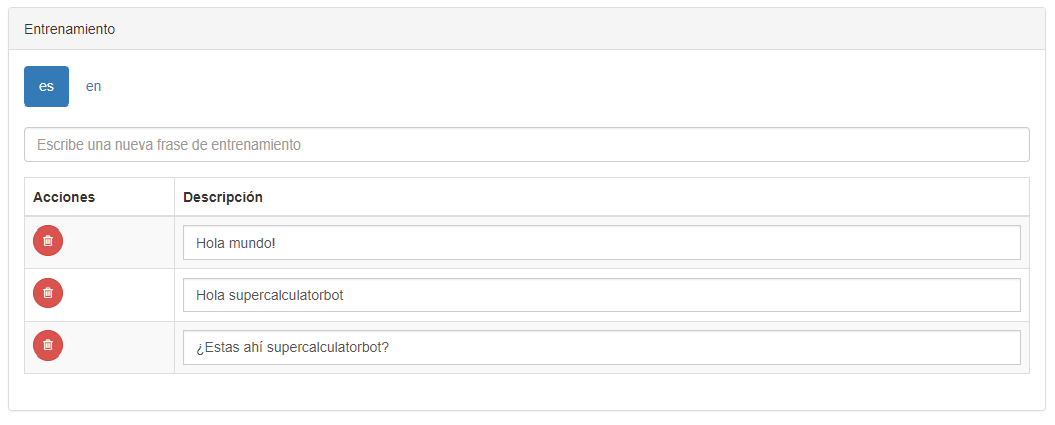 Entrenamiento
es en
Escribe una nueva frase de entrenamiento
Acciones Descripción
Hola mundo!
Hola supercalculatorbot
¿Estas ahí supercalculatorbot?